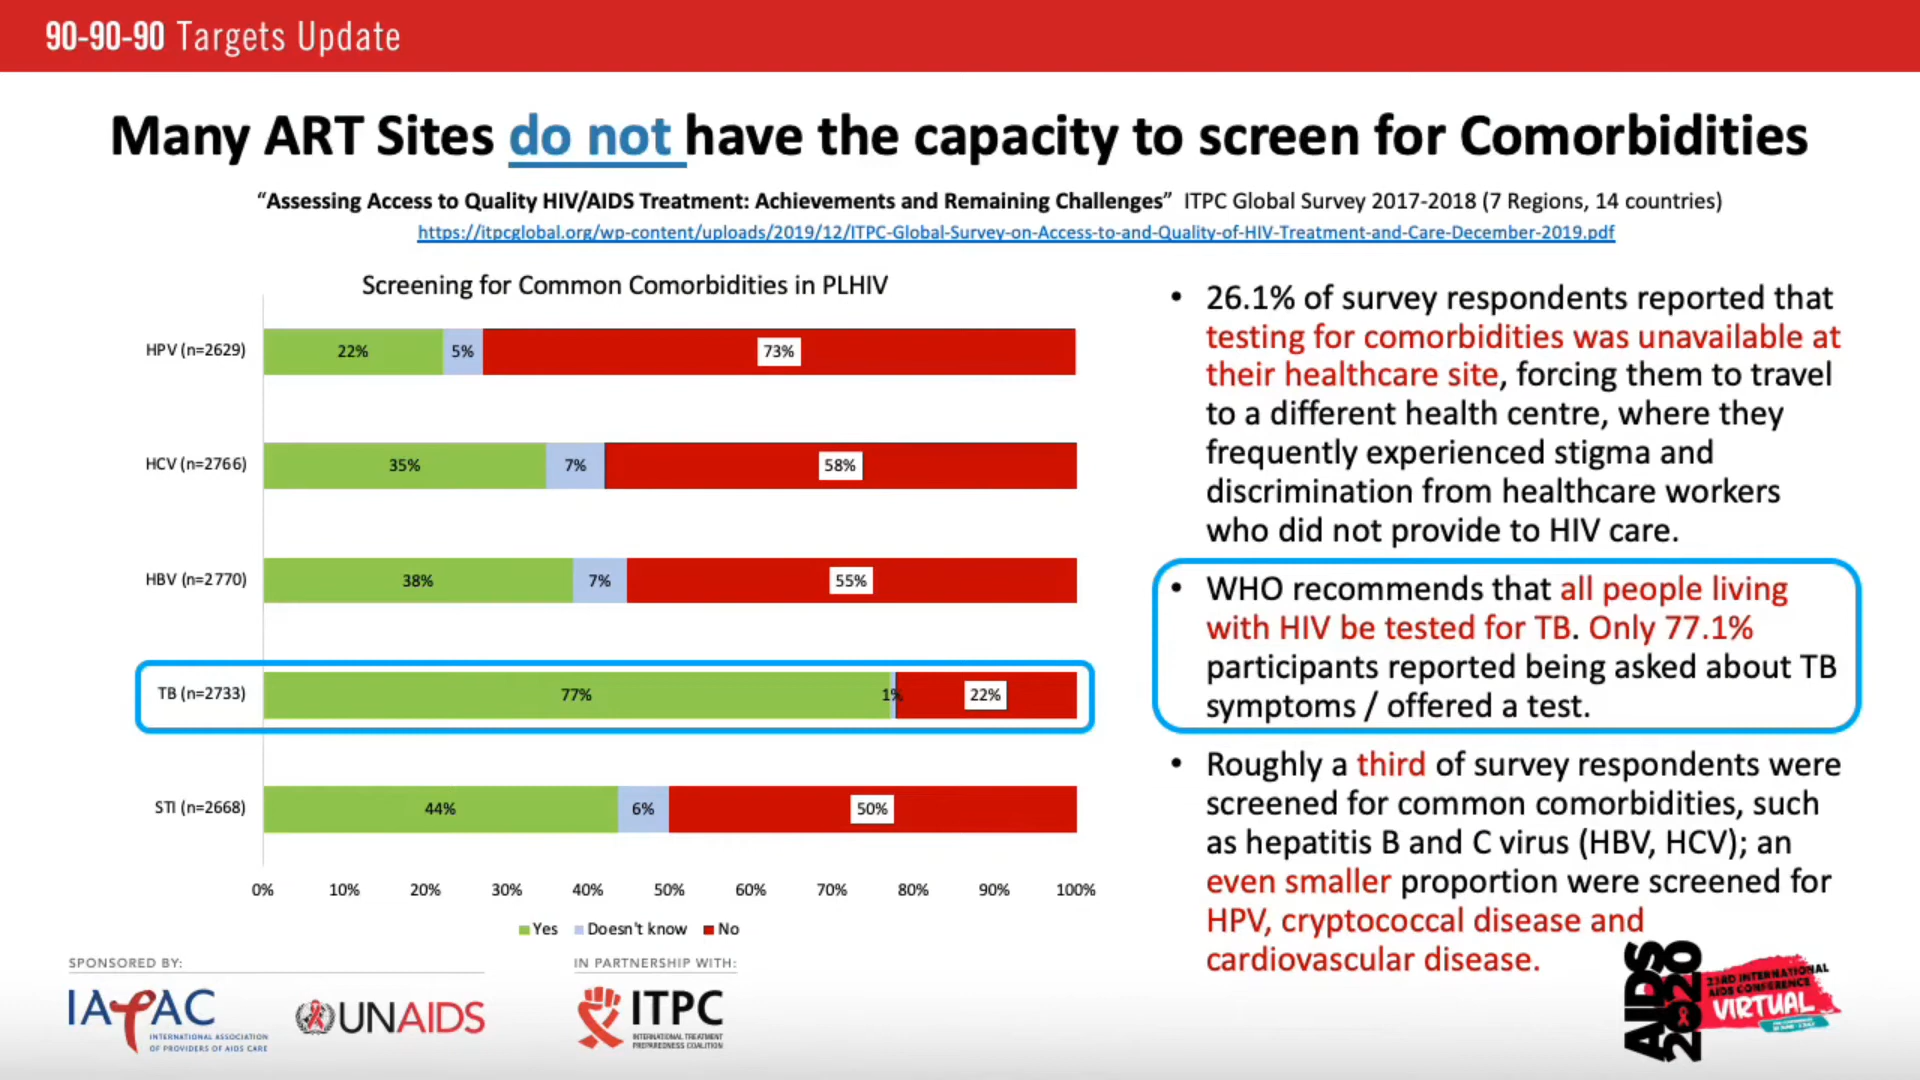 90-90-90 Targets Update
Many ART Sites do not have the capacity to screen for Comorbidities
“Assessing Access to Quality HIV/AIDS Treatment: Achievements and Remaining Challenges” ITPC Global Survey 2017-2018 (7 Regions, 14 countries)
https://itpcglobal.org/wp-content/uploads/2019/12/ITPC-Global-Survey-on-Access-to-and-Quality-of-HIV-Treatment-and-Care-December-2019.pdf
Screening for Common Comorbidities in PLHIV
HPV (n=2629) 22% 5% 73%
HCV (n=2766) 35% 7% 58%
HBV (n=2770) 38% 7% 55%
TB (n=2733) 77% 1% 22%
STI (n=2668) 44% 6% 50%
0% 10% 20% 30% 40% 50% 60% 70% 80% 90% 100%
Yes Doesn't know No
• 26.1% of survey respondents reported that
testing for comorbidities was unavailable at
their healthcare site, forcing them to travel
to a different health centre, where they
frequently experienced stigma and
discrimination from healthcare workers
who did not provide to HIV care.
• WHO recommends that all people living
with HIV be tested for TB. Only 77.1%
participants reported being asked about TB
symptoms / offered a test.
• Roughly a third of survey respondents were
screened for common comorbidities, such
as hepatitis B and C virus (HBV, HCV); an
even smaller proportion were screened for
HPV, cryptococcal disease and
cardiovascular disease.
SPONSORED BY:
IAPAC
INTERNATIONAL ASSOCIATION
OF PROVIDERS OF AIDS CARE
UNAIDS
IN PARTNERSHIP WITH:
ITPC
INTERNATIONAL TREATMENT
PREPAREDNESS COALITION
AIDS
2020
23RD INTERNATIONAL
AIDS CONFERENCE
VIRTUAL